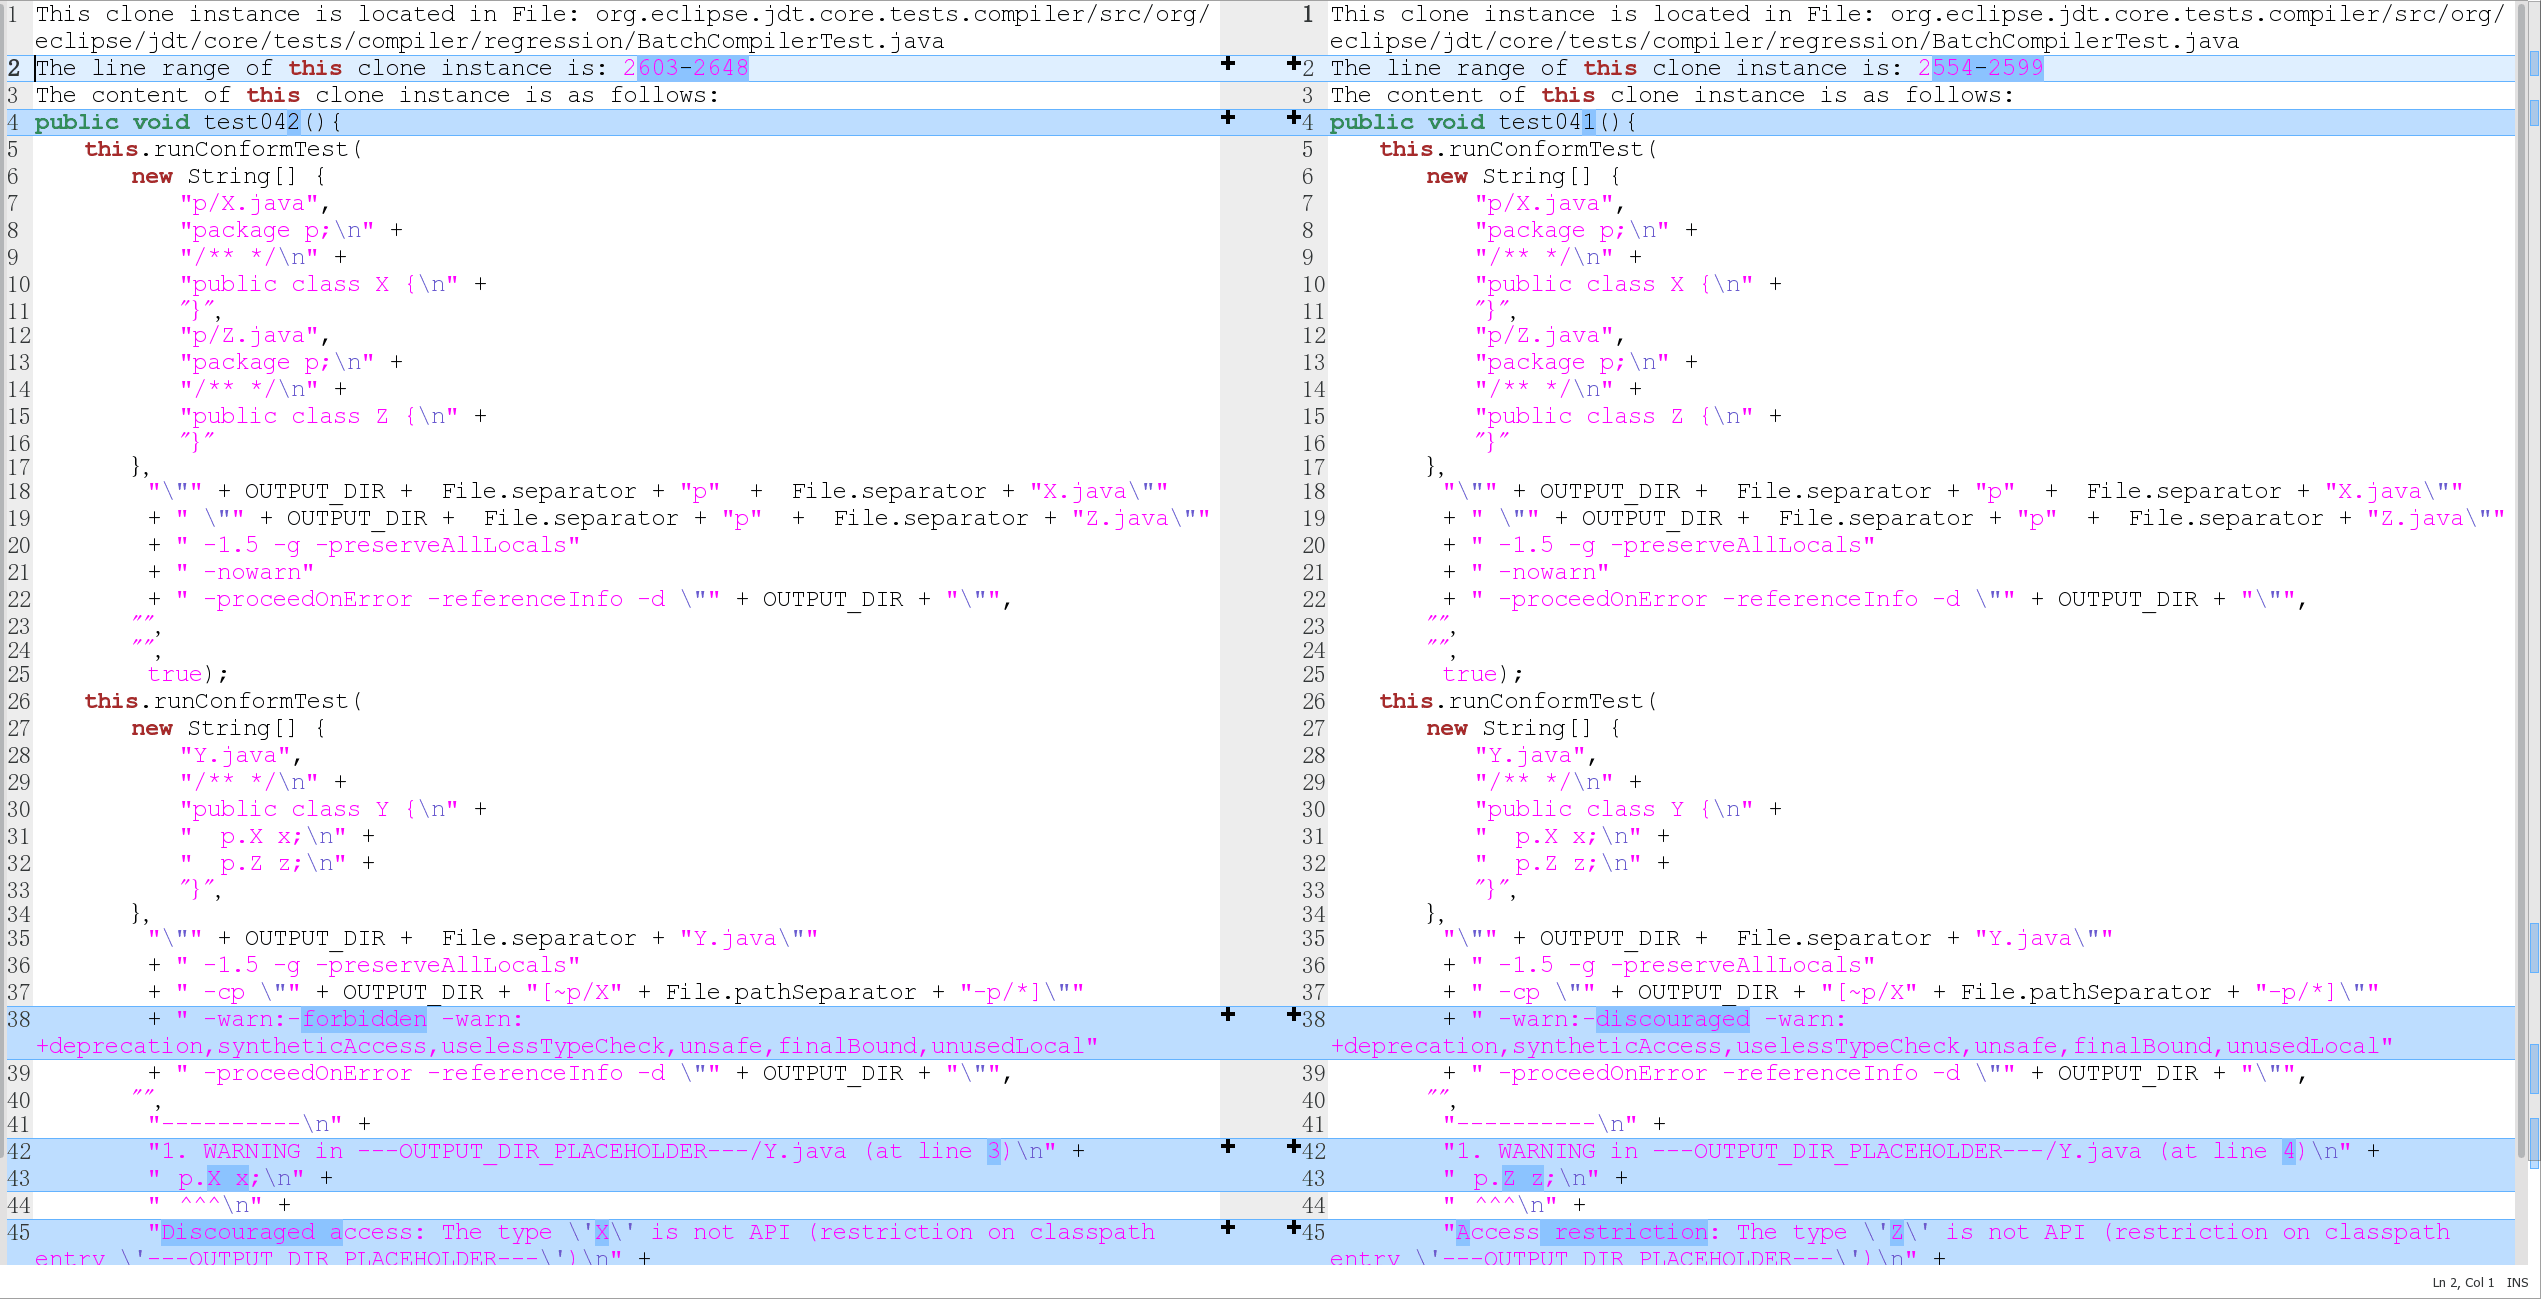 1 This clone instance is located in File: org.eclipse.jdt.core.tests.compiler/src/org/
eclipse/jdt/core/tests/compiler/regression/BatchCompilerTest.java
2 The line range of this clone instance is: 2603-2648
3 The content of this clone instance is as follows:
4 public void test042(){
5 this.runConformTest(
6 new String[] {
7 "p/X.java",
8 "package p;\n" +
9 "/** */\n" +
10 "public class X {\n" +
11 "}",
12 "p/Z.java",
13 "package p;\n" +
14 "/** */\n" +
15 "public class Z {\n" +
16 "}"
17 },
18 "\"" + OUTPUT_DIR +  File.separator + "p"  +  File.separator + "X.java\""
19 + " \"" + OUTPUT_DIR +  File.separator + "p"  +  File.separator + "Z.java\""
20 + " -1.5 -g -preserveAllLocals"
21 + " -nowarn"
22 + " -proceedOnError -referenceInfo -d \"" + OUTPUT_DIR + "\"",
23 "",
24 "",
25 true);
26 this.runConformTest(
27 new String[] {
28 "Y.java",
29 "/** */\n" +
30 "public class Y {\n" +
31 "  p.X x;\n" +
32 "  p.Z z;\n" +
33 "}",
34 },
35 "\"" + OUTPUT_DIR +  File.separator + "Y.java\""
36 + " -1.5 -g -preserveAllLocals"
37 + " -cp \"" + OUTPUT_DIR + "[~p/X" + File.pathSeparator + "-p/*]\""
38 + " -warn:-forbidden -warn:
+deprecation,syntheticAccess,uselessTypeCheck,unsafe,finalBound,unusedLocal"
39 + " -proceedOnError -referenceInfo -d \"" + OUTPUT_DIR + "\"",
40 "",
41 "----------\n" +
42 "1. WARNING in ---OUTPUT_DIR_PLACEHOLDER---/Y.java (at line 3)\n" +
43 " p.X x;\n" +
44 " ^^^\n" +
45 "Discouraged access: The type \'X\' is not API (restriction on classpath
entry \'---OUTPUT_DIR_PLACEHOLDER---\')\n" +
1 This clone instance is located in File: org.eclipse.jdt.core.tests.compiler/src/org/
eclipse/jdt/core/tests/compiler/regression/BatchCompilerTest.java
2 The line range of this clone instance is: 2554-2599
3 The content of this clone instance is as follows:
4 public void test041(){
5 this.runConformTest(
6 new String[] {
7 "p/X.java",
8 "package p;\n" +
9 "/** */\n" +
10 "public class X {\n" +
11 "}",
12 "p/Z.java",
13 "package p;\n" +
14 "/** */\n" +
15 "public class Z {\n" +
16 "}"
17 },
18 "\"" + OUTPUT_DIR +  File.separator + "p"  +  File.separator + "X.java\""
19 + " \"" + OUTPUT_DIR +  File.separator + "p"  +  File.separator + "Z.java\""
20 + " -1.5 -g -preserveAllLocals"
21 + " -nowarn"
22 + " -proceedOnError -referenceInfo -d \"" + OUTPUT_DIR + "\"",
23 "",
24 "",
25 true);
26 this.runConformTest(
27 new String[] {
28 "Y.java",
29 "/** */\n" +
30 "public class Y {\n" +
31 "  p.X x;\n" +
32 "  p.Z z;\n" +
33 "}",
34 },
35 "\"" + OUTPUT_DIR +  File.separator + "Y.java\""
36 + " -1.5 -g -preserveAllLocals"
37 + " -cp \"" + OUTPUT_DIR + "[~p/X" + File.pathSeparator + "-p/*]\""
38 + " -warn:-discouraged -warn:
+deprecation,syntheticAccess,uselessTypeCheck,unsafe,finalBound,unusedLocal"
39 + " -proceedOnError -referenceInfo -d \"" + OUTPUT_DIR + "\"",
40 "",
41 "----------\n" +
42 "1. WARNING in ---OUTPUT_DIR_PLACEHOLDER---/Y.java (at line 4)\n" +
43 " p.Z z;\n" +
44 " ^^^\n" +
45 "Access restriction: The type \'Z\' is not API (restriction on classpath
entry \'---OUTPUT_DIR_PLACEHOLDER---\')\n" +
Ln 2, Col 1 INS